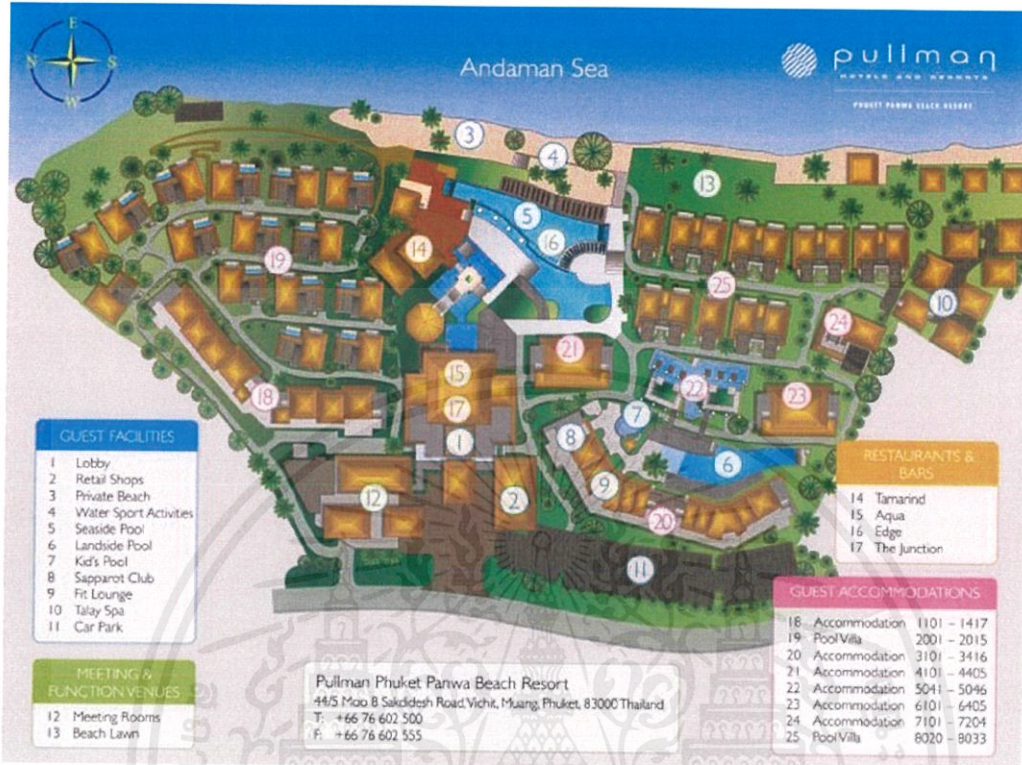 E
N
S
W
Andaman Sea
pullman
HOTELS AND RESORTS
PHUKET PANWA BEACH RESORT
3
4
13
5
16
14
19
25
10
24
21
15
22
23
18
17
7
8
1
6
9
12
2
20
11
GUEST FACILITIES
1 Lobby
2 Retail Shops
3 Private Beach
4 Water Sport Activities
5 Seaside Pool
6 Landside Pool
7 Kid's Pool
8 Sapparot Club
9 Fit Lounge
10 Talay Spa
11 Car Park
MEETING &
FUNCTION VENUES
12 Meeting Rooms
13 Beach Lawn
Pullman Phuket Panwa Beach Resort
44/5 Moo 8 Sakdidesh Road, Vichit, Muang, Phuket, 83000 Thailand
T: +66 76 602 500
F: +66 76 602 555
RESTAURANTS &
BARS
14 Tamarind
15 Aqua
16 Edge
17 The Junction
GUEST ACCOMMODATIONS
18 Accommodation 1101 - 1417
19 Pool Villa 2001 - 2015
20 Accommodation 3101 - 3416
21 Accommodation 4101 - 4405
22 Accommodation 5041 - 5046
23 Accommodation 6101 - 6405
24 Accommodation 7101 - 7204
25 Pool Villa 8020 - 8033